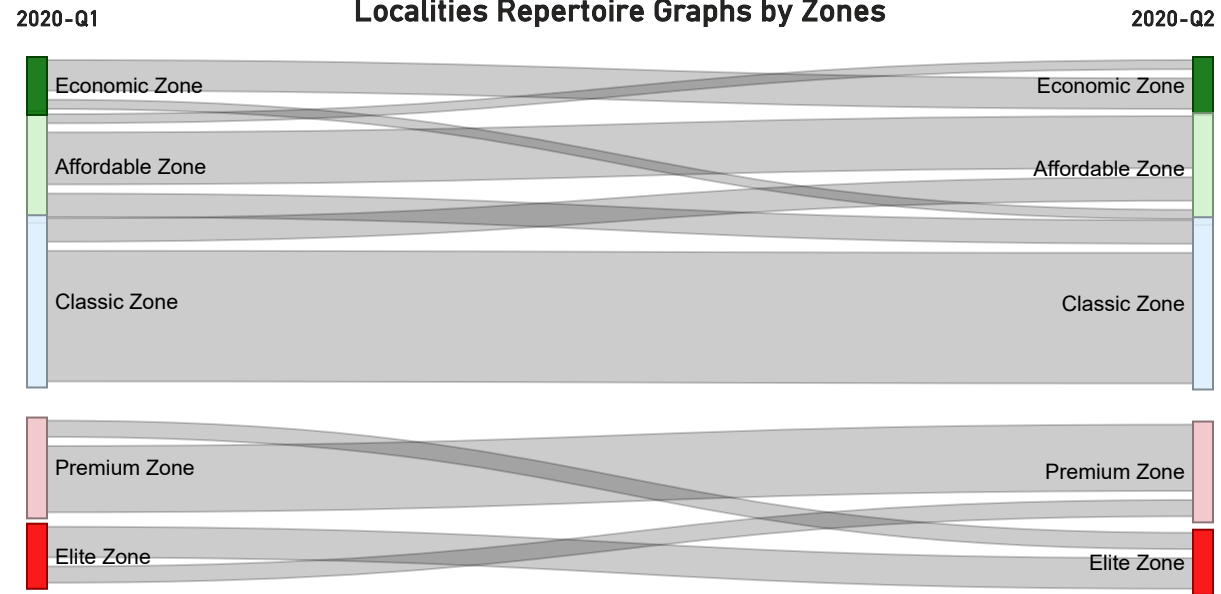 Localities Repertoire Graphs by Zones
2020-Q1
2020-Q2
Economic Zone
Economic Zone
Affordable Zone
Affordable Zone
Classic Zone
Classic Zone
Premium Zone
Premium Zone
Elite Zone
Elite Zone